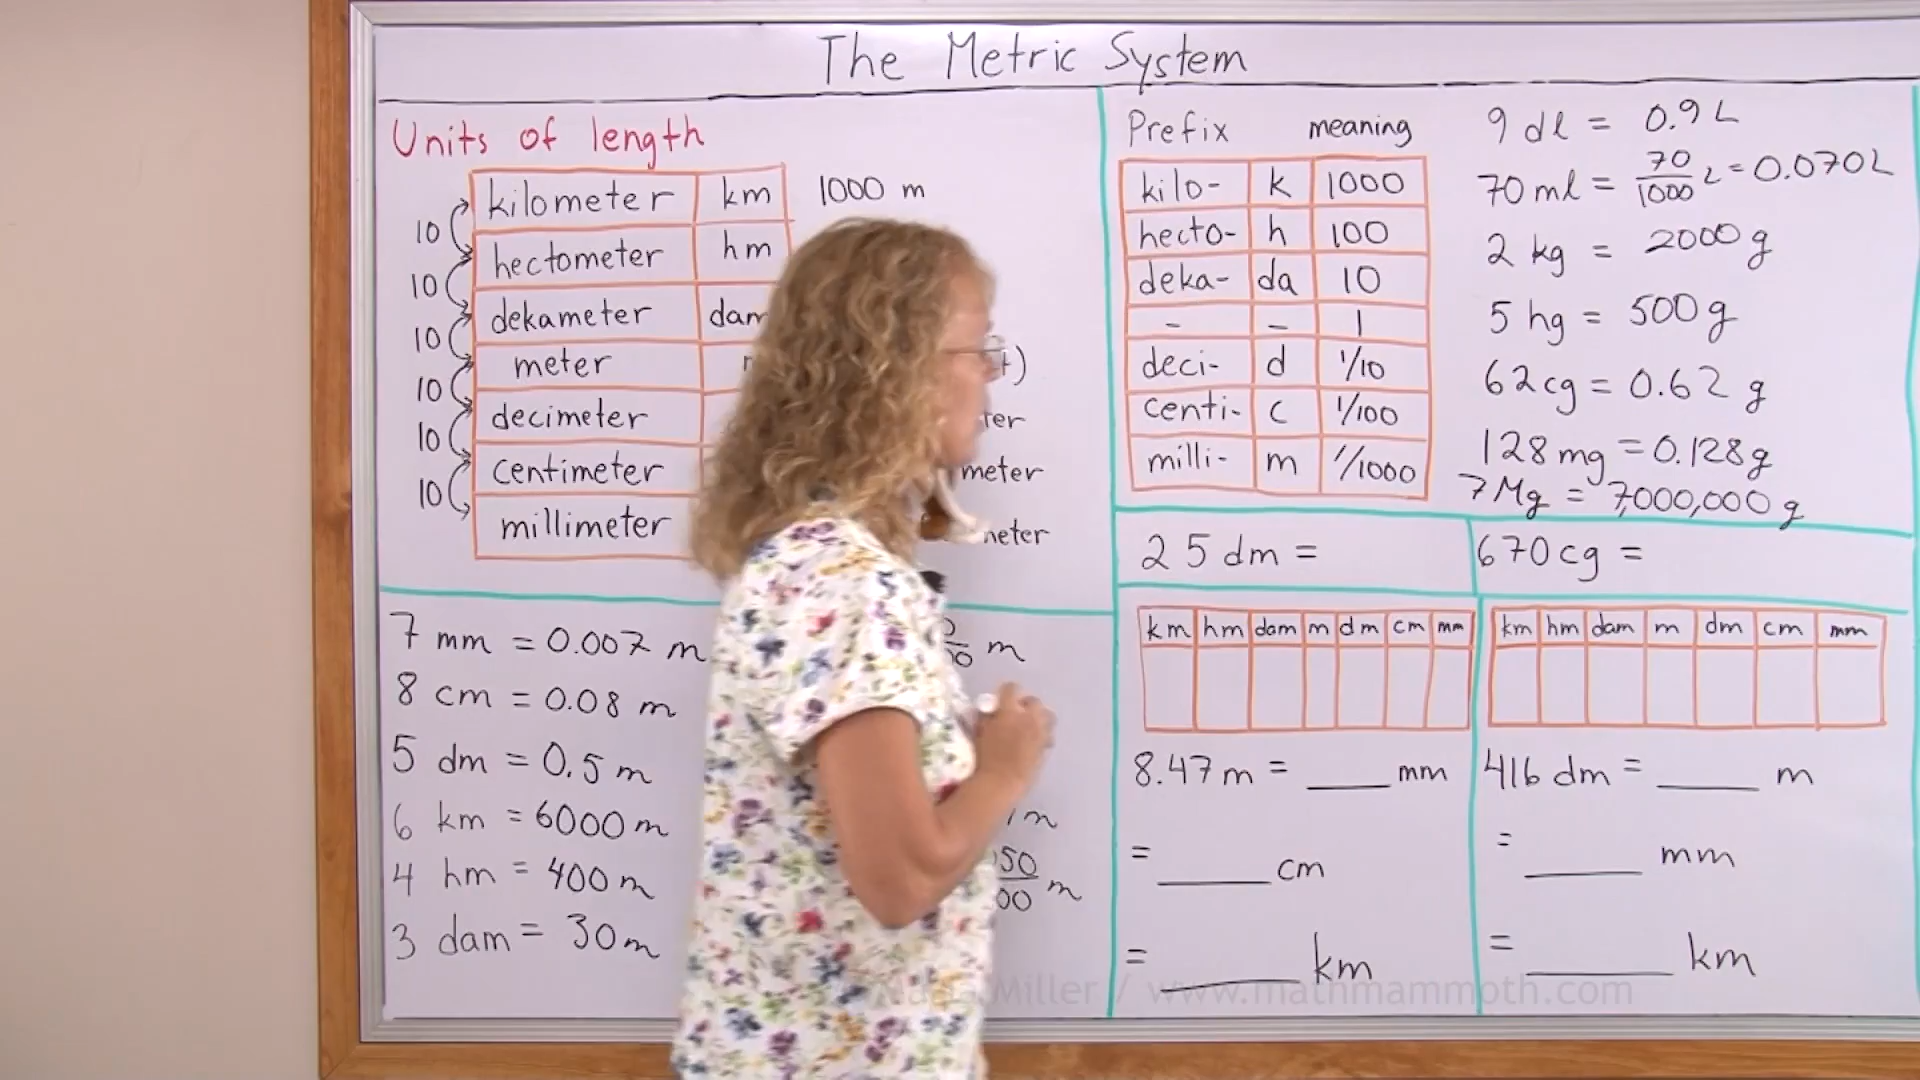 The Metric System
Units of length
kilometer km 1000 m
hectometer hm
dekameter dam
meter
decimeter
centimeter meter
millimeter
10
10
10
10
10
10
7 mm = 0.007 m
8 cm = 0.08 m
5 dm = 0.5 m
6 km = 6000 m
4 hm = 400 m
3 dam = 30 m
Prefix meaning
kilo- k 1000
hecto- h 100
deka- da 10
- - 1
deci- d 1/10
centi- c 1/100
milli- m 1/1000
9 dl = 0.9 L
70 ml = 70/1000 L = 0.070 L
2 kg = 2000 g
5 hg = 500 g
62 cg = 0.62 g
128 mg = 0.128 g
7 Mg = 7,000,000 g
25 dm =
km hm dam m dm cm mm
8.47 m = ____ mm
= ____ cm
= ____ km
670 cg =
km hm dam m dm cm mm
416 dm = ____ m
= ____ mm
= ____ km
Miller / www.mathmammoth.com